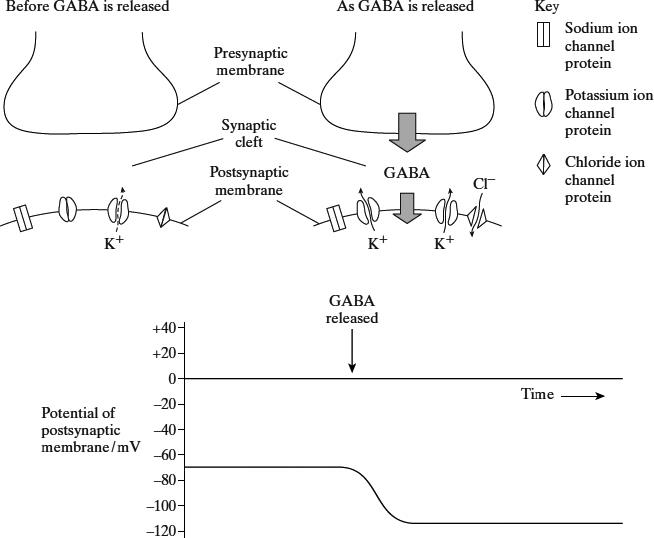 Before GABA is released
As GABA is released
Key
Presynaptic
membrane
Synaptic
cleft
Postsynaptic
membrane
GABA
Cl⁻
K⁺
K⁺
K⁺
Sodium ion
channel
protein
Potassium ion
channel
protein
Chloride ion
channel
protein
GABA
released
+40
+20
0
–20
–40
–60
–80
–100
–120
Time
Potential of
postsynaptic
membrane/mV